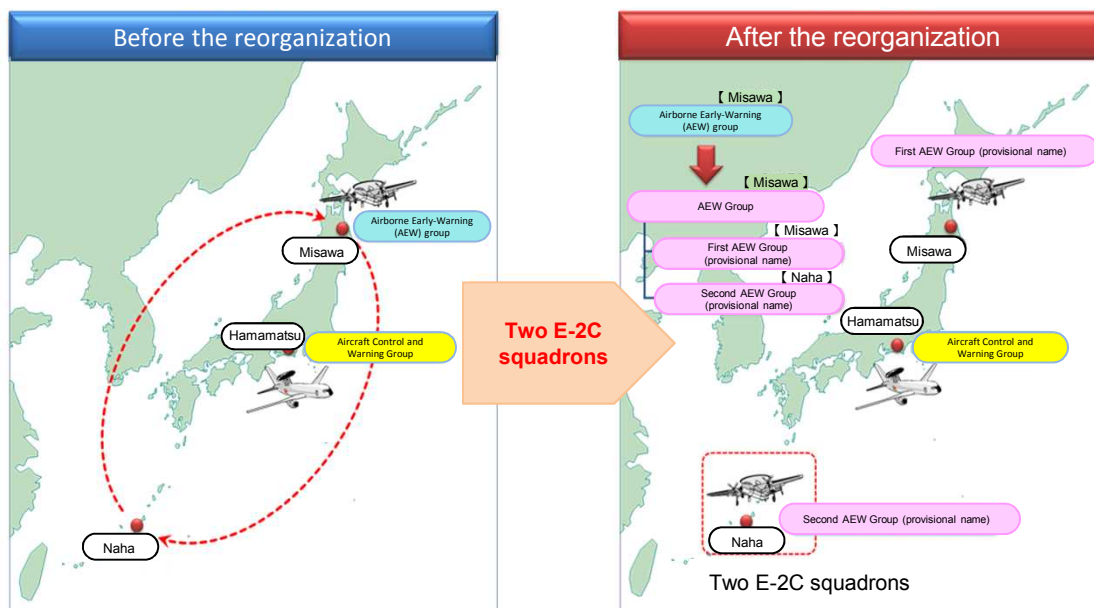 Before the reorganization
Airborne Early-Warning
(AEW) group
Misawa
Hamamatsu
Aircraft Control and
Warning Group
Naha
Two E-2C
squadrons
After the reorganization
【 Misawa 】
Airborne Early-Warning
(AEW) group
【 Misawa 】
AEW Group
【 Misawa 】
First AEW Group
(provisional name)
【 Naha 】
Second AEW Group
(provisional name)
First AEW Group (provisional name)
Misawa
Hamamatsu
Aircraft Control and
Warning Group
Second AEW Group (provisional name)
Naha
Two E-2C squadrons